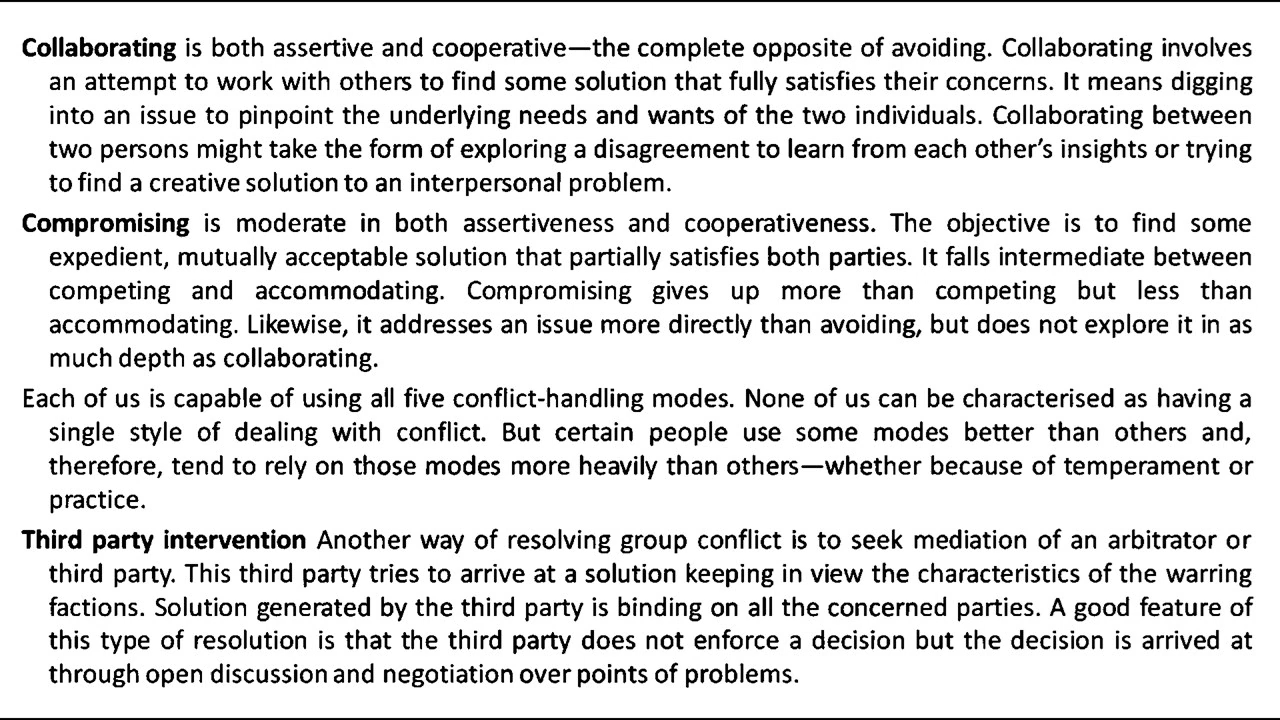 Collaborating is both assertive and cooperative—the complete opposite of avoiding. Collaborating involves
an attempt to work with others to find some solution that fully satisfies their concerns. It means digging
into an issue to pinpoint the underlying needs and wants of the two individuals. Collaborating between
two persons might take the form of exploring a disagreement to learn from each other’s insights or trying
to find a creative solution to an interpersonal problem.
Compromising is moderate in both assertiveness and cooperativeness. The objective is to find some
expedient, mutually acceptable solution that partially satisfies both parties. It falls intermediate between
competing and accommodating. Compromising gives up more than competing but less than
accommodating. Likewise, it addresses an issue more directly than avoiding, but does not explore it in as
much depth as collaborating.
Each of us is capable of using all five conflict-handling modes. None of us can be characterised as having a
single style of dealing with conflict. But certain people use some modes better than others and,
therefore, tend to rely on those modes more heavily than others—whether because of temperament or
practice.
Third party intervention Another way of resolving group conflict is to seek mediation of an arbitrator or
third party. This third party tries to arrive at a solution keeping in view the characteristics of the warring
factions. Solution generated by the third party is binding on all the concerned parties. A good feature of
this type of resolution is that the third party does not enforce a decision but the decision is arrived at
through open discussion and negotiation over points of problems.